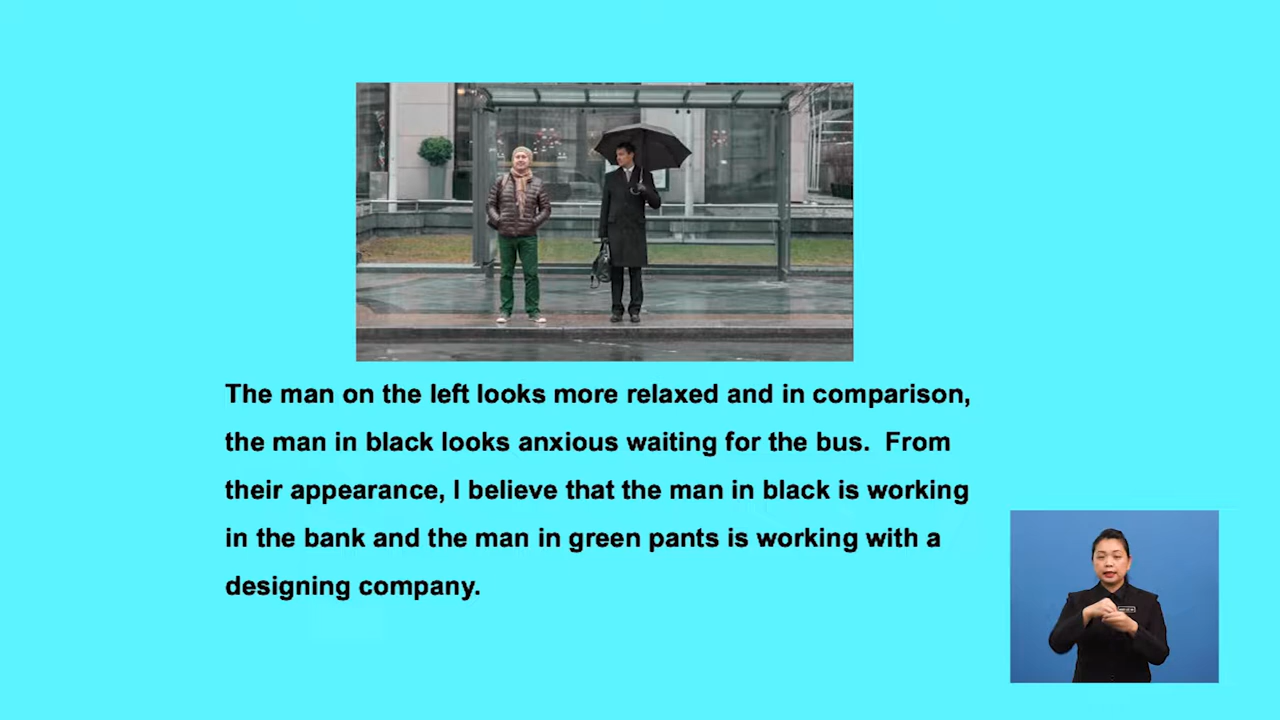 The man on the left looks more relaxed and in comparison,
the man in black looks anxious waiting for the bus.  From
their appearance, I believe that the man in black is working
in the bank and the man in green pants is working with a
designing company.